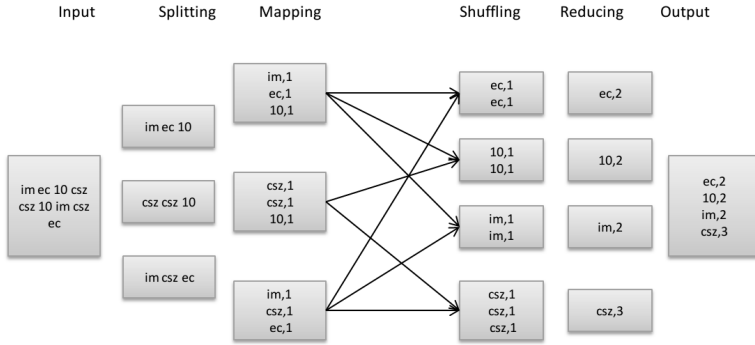 Input Splitting Mapping Shuffling Reducing Output
im ec 10 csz
csz 10 im csz
ec
im ec 10
csz csz 10
im csz ec
im,1
ec,1
10,1
csz,1
csz,1
10,1
im,1
csz,1
ec,1
ec,1
ec,1
10,1
10,1
im,1
im,1
csz,1
csz,1
csz,1
ec,2
10,2
im,2
csz,3
ec,2
10,2
im,2
csz,3